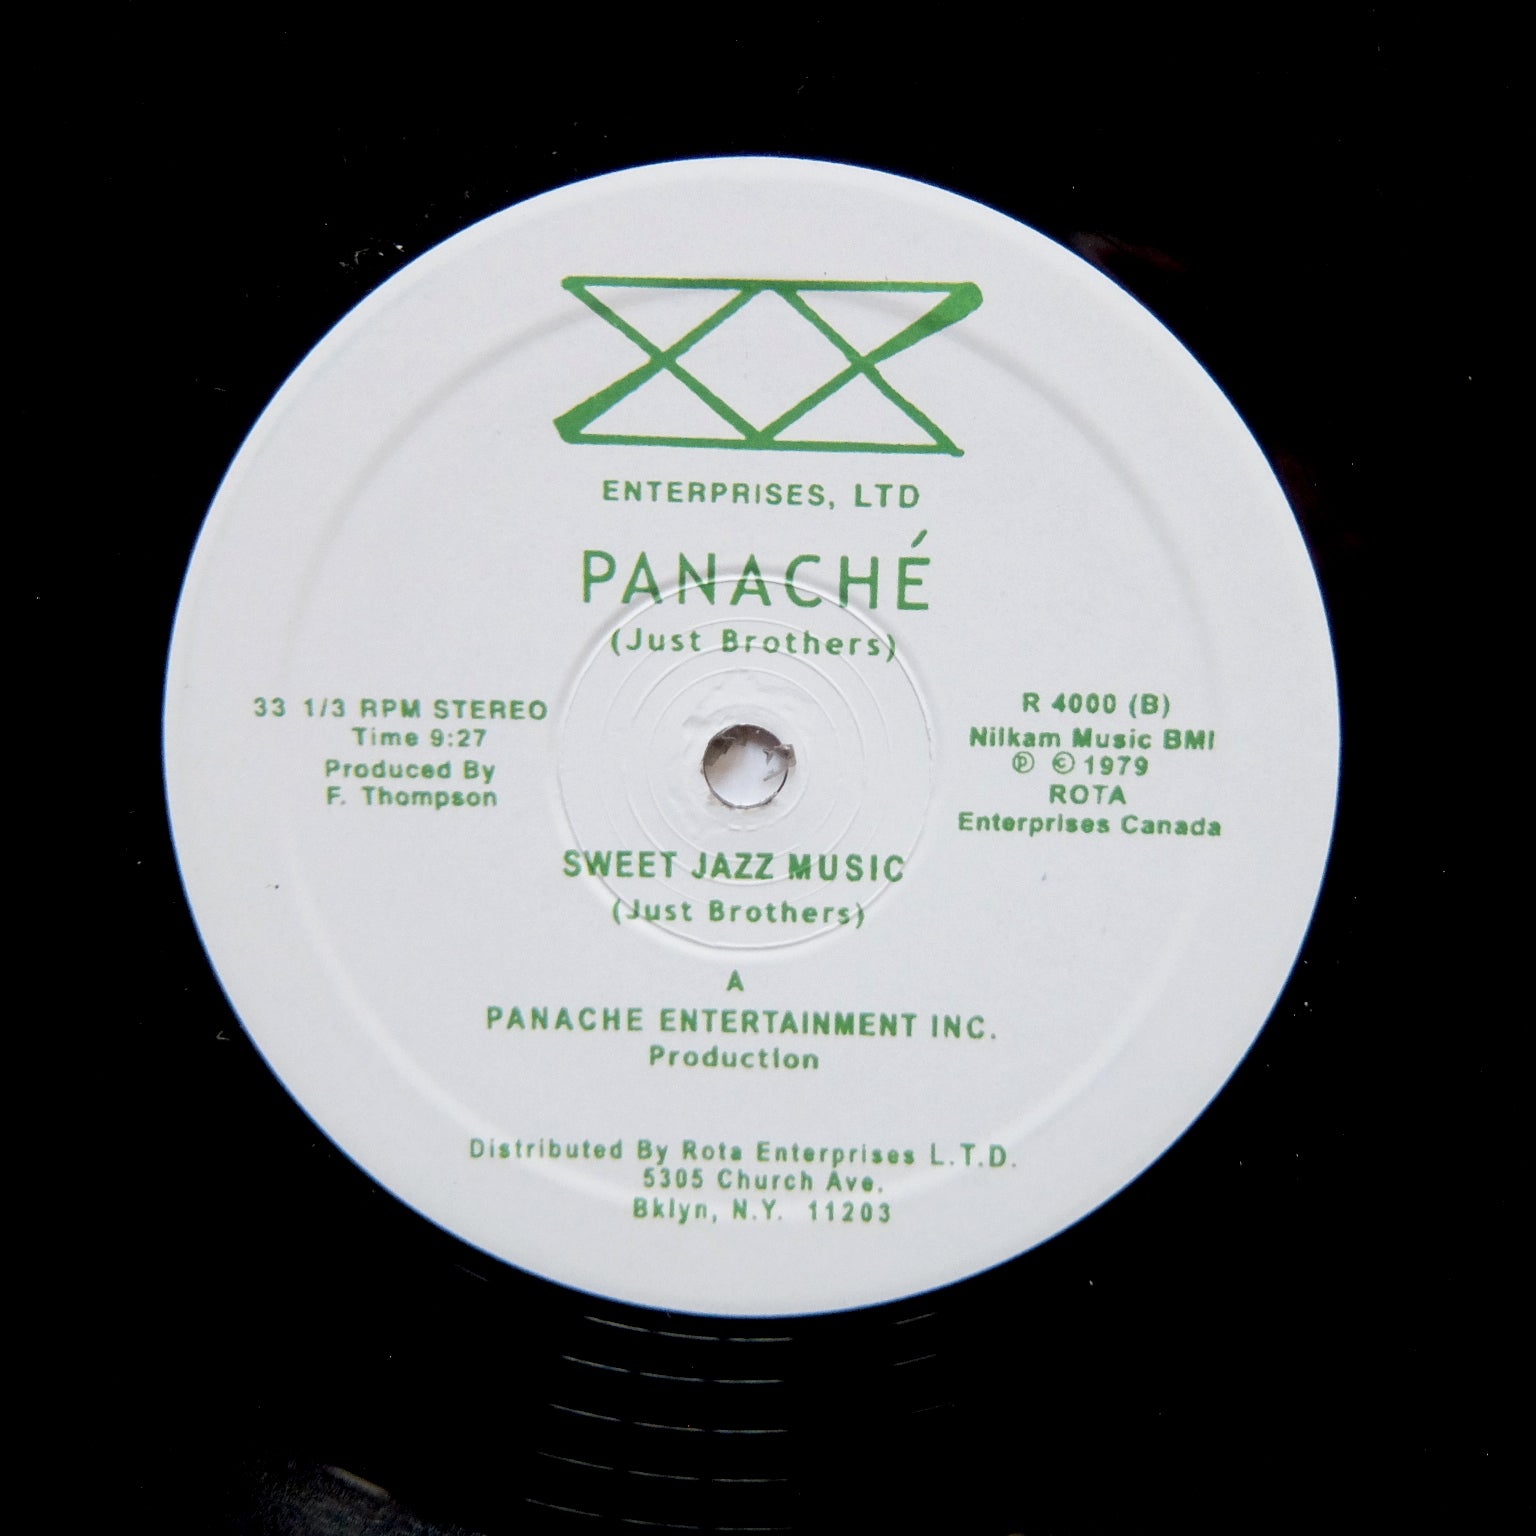 ENTERPRISES, LTD
PANACHÉ
(Just Brothers)
33 1/3 RPM STEREO
Time 9:27
Produced By
F. Thompson
R 4000 (B)
Nilkam Music BMI
℗ © 1979
ROTA
Enterprises Canada
SWEET JAZZ MUSIC
(Just Brothers)
A
PANACHE ENTERTAINMENT INC.
Production
Distributed By Rota Enterprises L.T.D.
5305 Church Ave.
Bklyn, N.Y. 11203